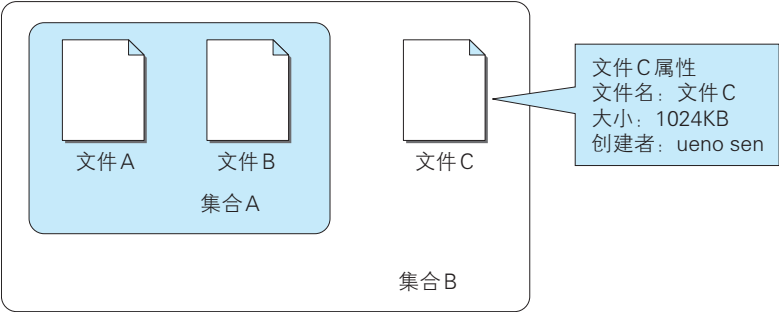 文件A
文件B
集合A
文件C
集合B
文件C属性
文件名：文件C
大小：1024KB
创建者：ueno sen